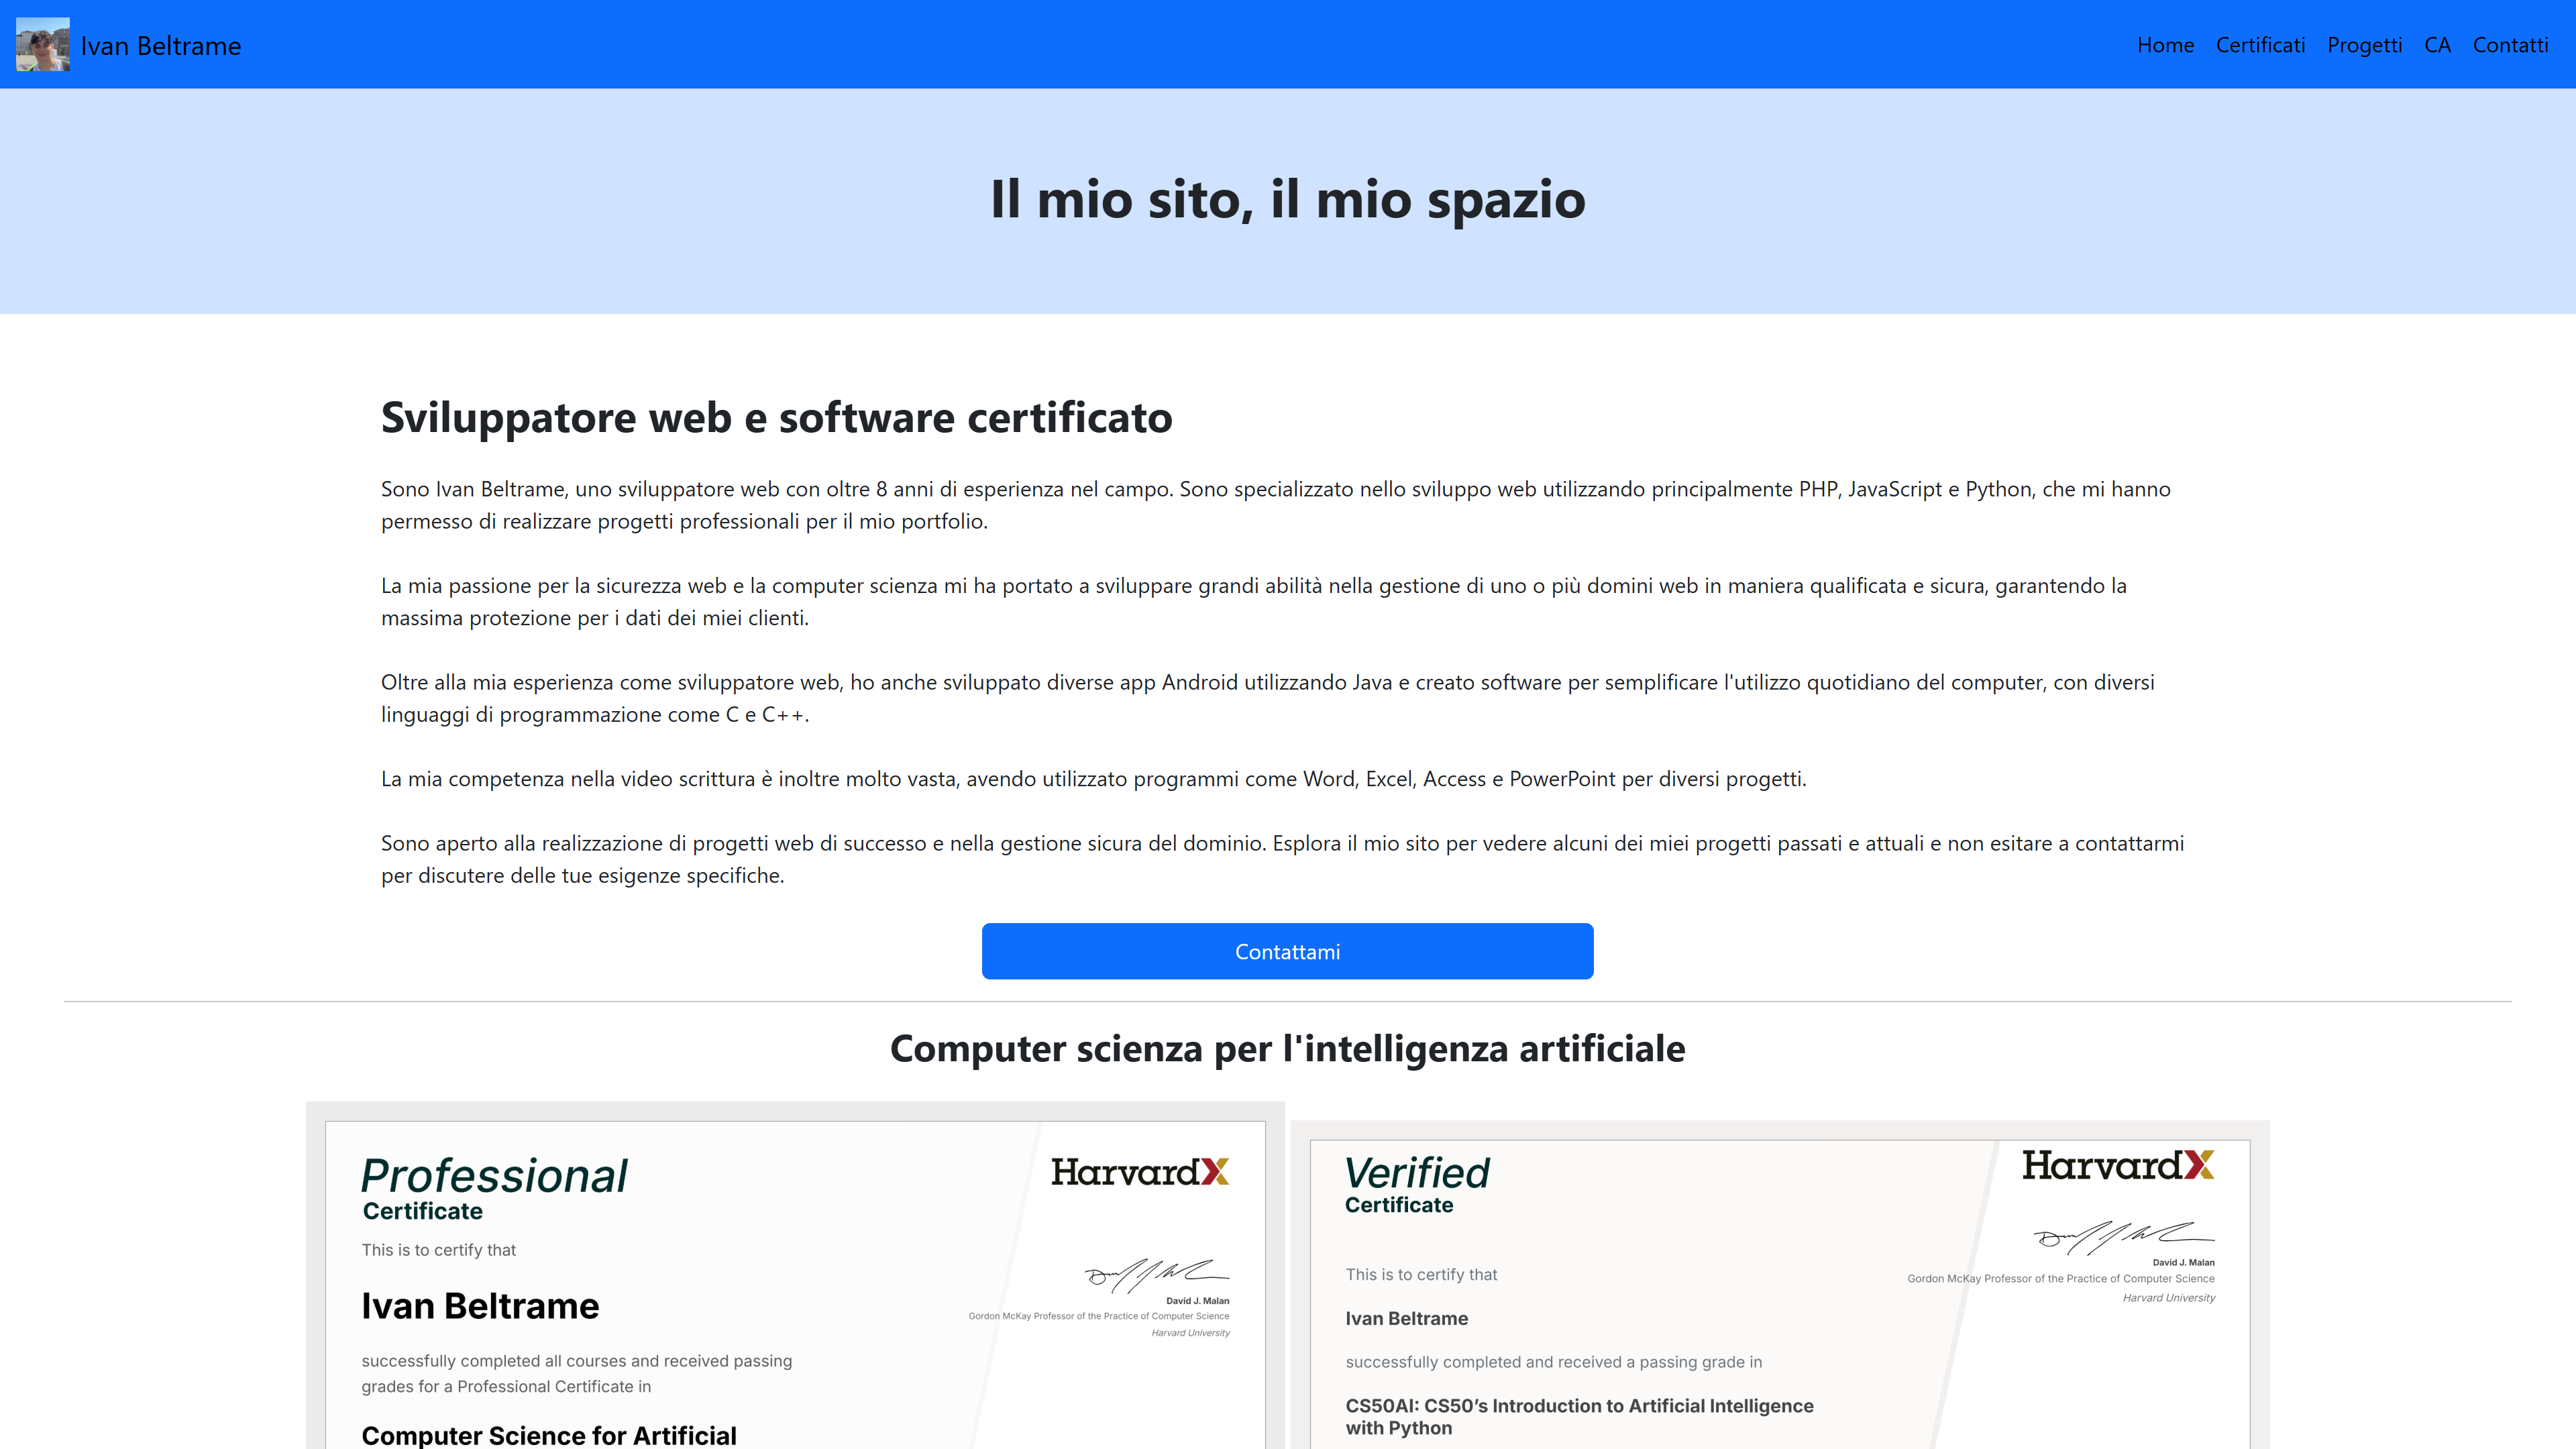 Ivan Beltrame
Home Certificati Progetti CA Contatti
Il mio sito, il mio spazio
Sviluppatore web e software certificato
Sono Ivan Beltrame, uno sviluppatore web con oltre 8 anni di esperienza nel campo. Sono specializzato nello sviluppo web utilizzando principalmente PHP, JavaScript e Python, che mi hanno
permesso di realizzare progetti professionali per il mio portfolio.
La mia passione per la sicurezza web e la computer scienza mi ha portato a sviluppare grandi abilità nella gestione di uno o più domini web in maniera qualificata e sicura, garantendo la
massima protezione per i dati dei miei clienti.
Oltre alla mia esperienza come sviluppatore web, ho anche sviluppato diverse app Android utilizzando Java e creato software per semplificare l'utilizzo quotidiano del computer, con diversi
linguaggi di programmazione come C e C++.
La mia competenza nella video scrittura è inoltre molto vasta, avendo utilizzato programmi come Word, Excel, Access e PowerPoint per diversi progetti.
Sono aperto alla realizzazione di progetti web di successo e nella gestione sicura del dominio. Esplora il mio sito per vedere alcuni dei miei progetti passati e attuali e non esitare a contattarmi
per discutere delle tue esigenze specifiche.
Contattami
Computer scienza per l'intelligenza artificiale
Professional
Certificate
HarvardX
This is to certify that
Ivan Beltrame
David J. Malan
Gordon McKay Professor of the Practice of Computer Science
Harvard University
successfully completed all courses and received passing
grades for a Professional Certificate in
Computer Science for Artificial
Verified
Certificate
HarvardX
David J. Malan
Gordon McKay Professor of the Practice of Computer Science
Harvard University
This is to certify that
Ivan Beltrame
successfully completed and received a passing grade in
CS50AI: CS50’s Introduction to Artificial Intelligence
with Python